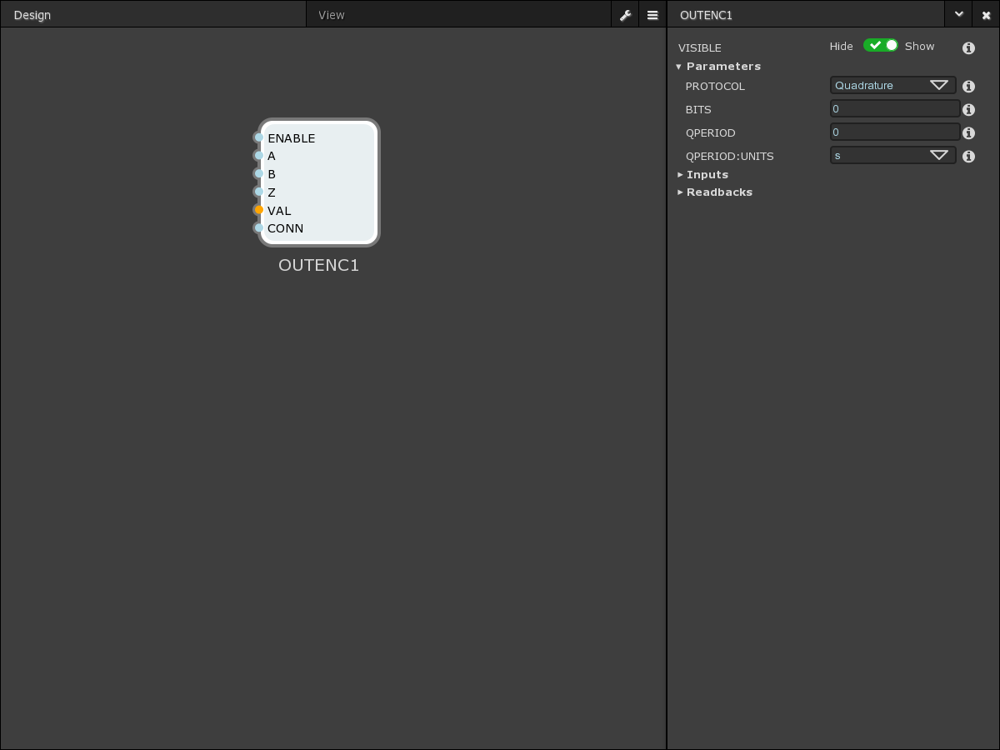 Design
View
OUTENC1
VISIBLE Hide Show
Parameters
PROTOCOL Quadrature
BITS 0
QPERIOD 0
QPERIOD:UNITS s
Inputs
Readbacks
ENABLE
A
B
Z
VAL
CONN
OUTENC1